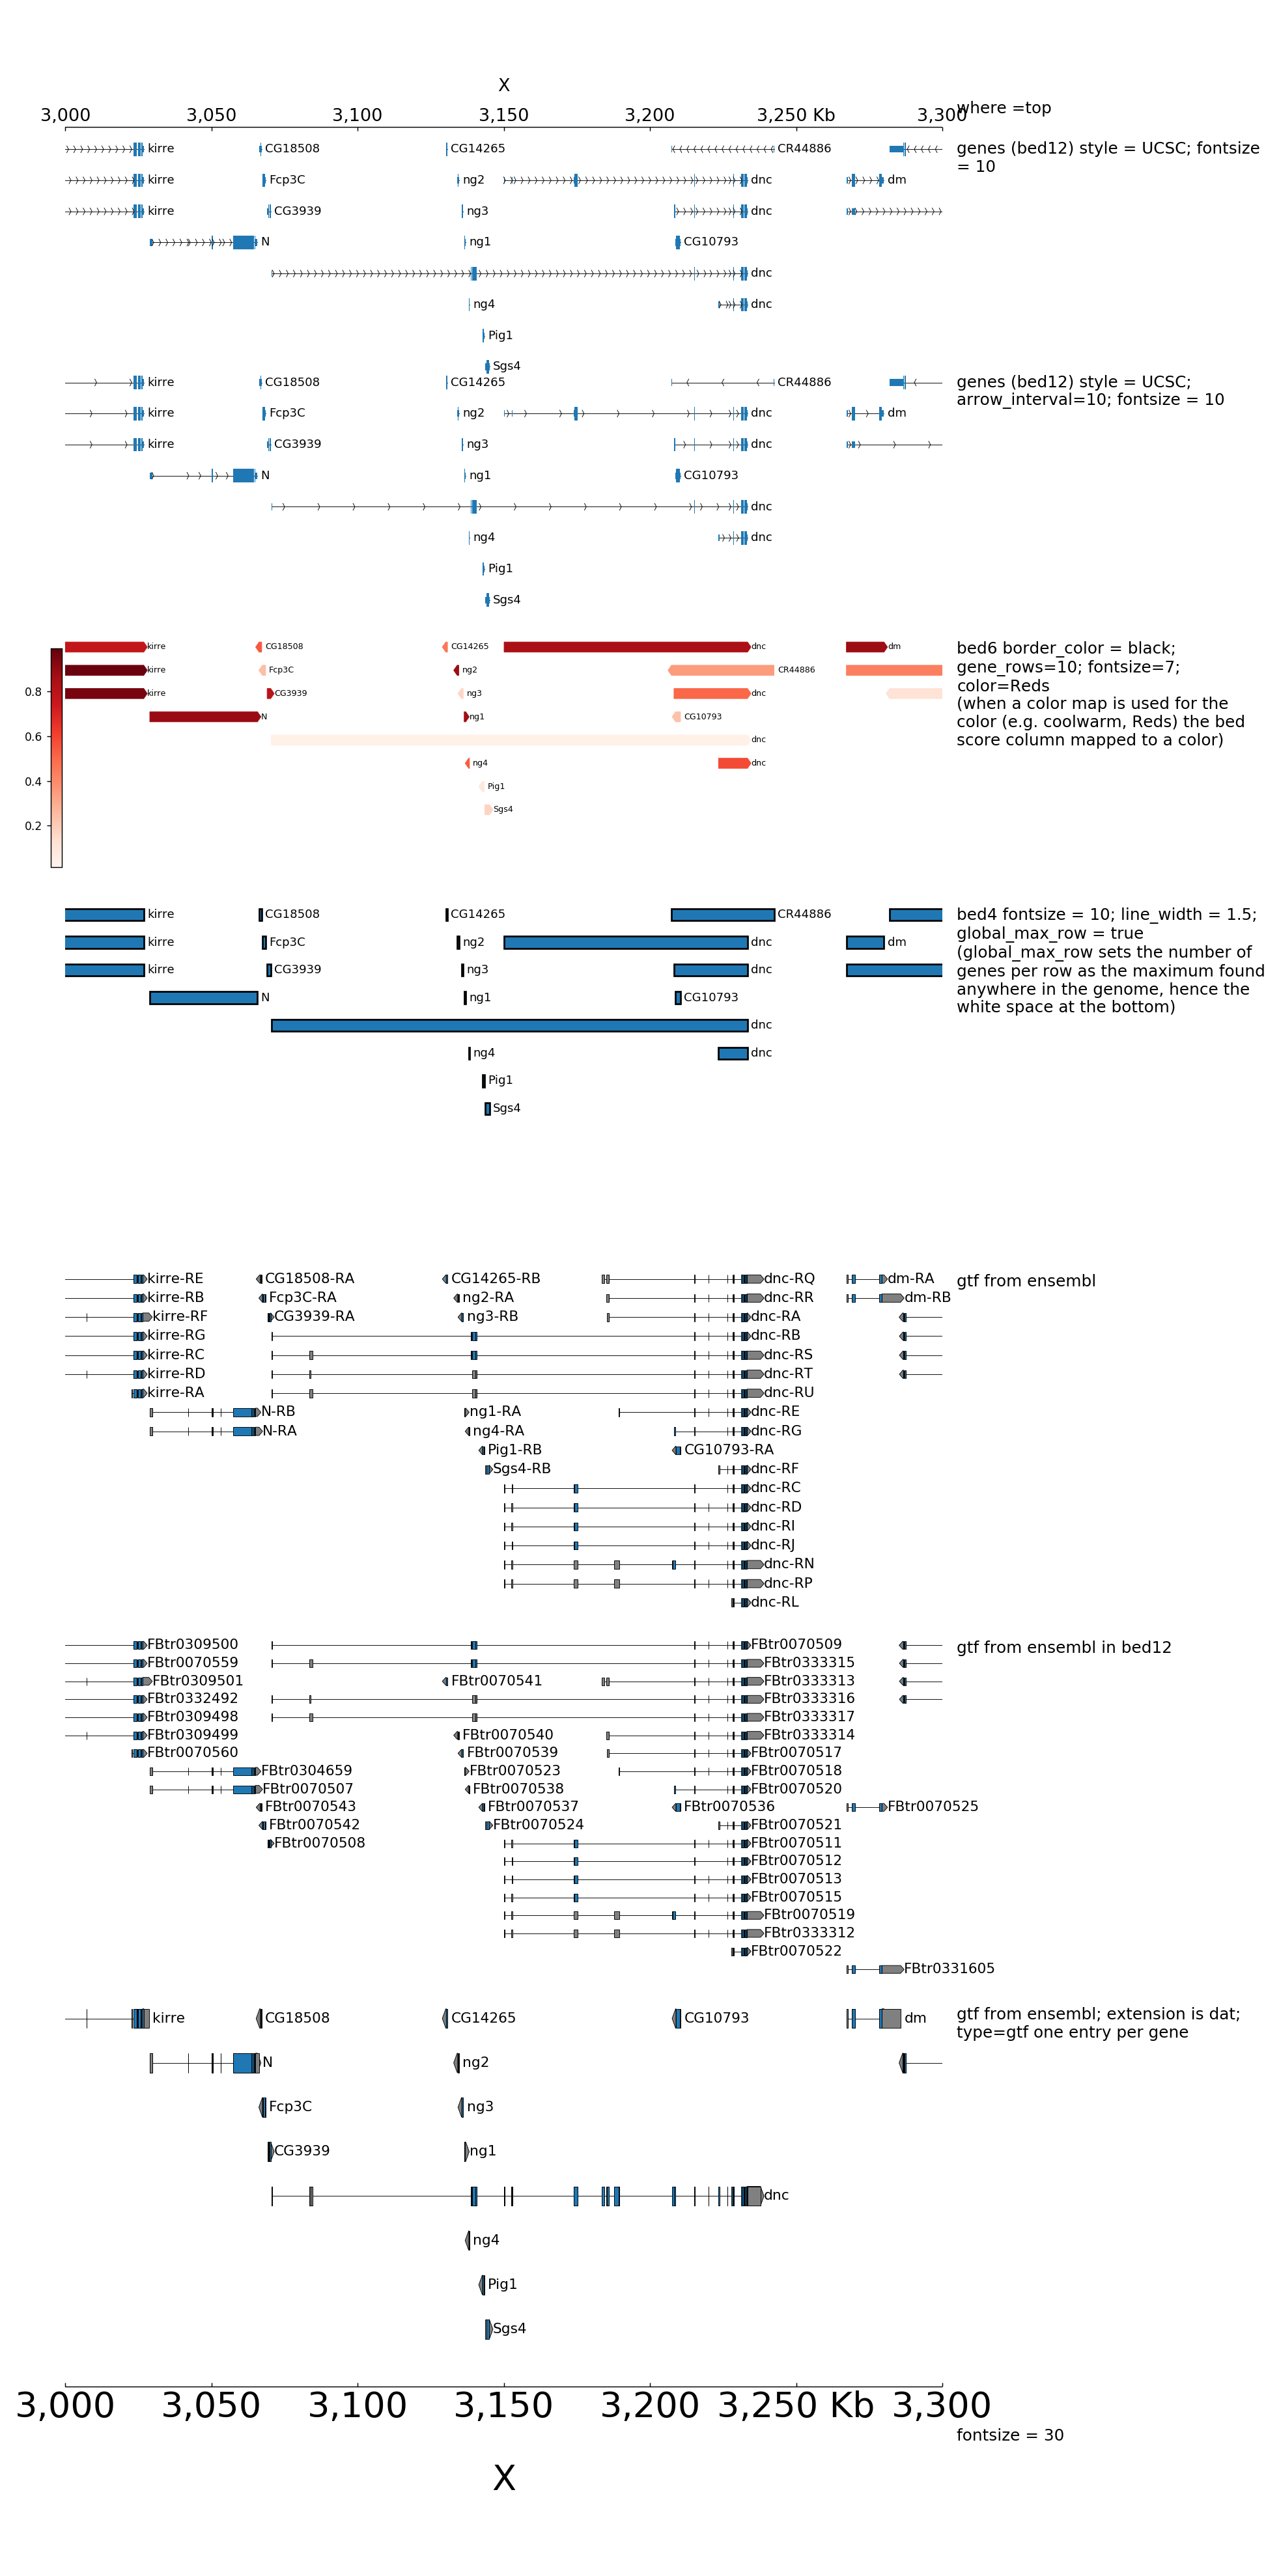 X
3,000 3,050 3,100 3,150 3,200 3,250 Kb 3,300
where =top
kirre CG18508 CG14265 CR44886
genes (bed12) style = UCSC; fontsize
= 10
Fcp3C ng2 dnc dm
kirre
kirre CG3939 ng3 dnc
N ng1 CG10793
dnc
ng4 dnc
Pig1
Sgs4
kirre CG18508 CG14265 CR44886
genes (bed12) style = UCSC;
arrow_interval=10; fontsize = 10
kirre Fcp3C ng2 dnc dm
kirre CG3939 ng3 dnc
N ng1 CG10793
dnc
ng4 dnc
Pig1
Sgs4
kirre CG18508 CG14265 dnc dm
kirre Fcp3C ng2 CR44886
kirre CG3939 ng3 dnc
N ng1 CG10793
dnc
ng4 dnc
Pig1
Sgs4
0.8
0.6
0.4
0.2
bed6 border_color = black;
gene_rows=10; fontsize=7;
color=Reds
(when a color map is used for the
color (e.g. coolwarm, Reds) the bed
score column mapped to a color)
kirre CG18508 CG14265 CR44886
kirre Fcp3C ng2 dnc dm
kirre CG3939 ng3 dnc
N ng1 CG10793
dnc
ng4 dnc
Pig1
Sgs4
bed4 fontsize = 10; line_width = 1.5;
global_max_row = true
(global_max_row sets the number of
genes per row as the maximum found
anywhere in the genome, hence the
white space at the bottom)
kirre-RE CG18508-RA CG14265-RB dnc-RQ dm-RA
gtf from ensembl
kirre-RB Fcp3C-RA ng2-RA dnc-RR dm-RB
kirre-RF CG3939-RA ng3-RB dnc-RA
kirre-RG dnc-RB
kirre-RC dnc-RS
kirre-RD dnc-RT
kirre-RA dnc-RU
N-RB ng1-RA dnc-RE
N-RA ng4-RA dnc-RG
Pig1-RB CG10793-RA
Sgs4-RB dnc-RF
dnc-RC
dnc-RD
dnc-RI
dnc-RJ
dnc-RN
dnc-RP
dnc-RL
FBtr0309500 FBtr0070509
gtf from ensembl in bed12
FBtr0070559 FBtr0333315
FBtr0309501 FBtr0070541 FBtr0333313
FBtr0332492 FBtr0333316
FBtr0309498 FBtr0333317
FBtr0309499 FBtr0070540 FBtr0333314
FBtr0070560 FBtr0070539 FBtr0070517
FBtr0304659 FBtr0070523 FBtr0070518
FBtr0070507 FBtr0070538 FBtr0070520
FBtr0070543 FBtr0070537 FBtr0070536 FBtr0070525
FBtr0070542 FBtr0070524 FBtr0070521
FBtr0070508 FBtr0070511
FBtr0070512
FBtr0070513
FBtr0070515
FBtr0070519
FBtr0333312
FBtr0070522
FBtr0331605
kirre CG18508 CG14265 CG10793 dm
gtf from ensembl; extension is dat;
type=gtf one entry per gene
N ng2
Fcp3C ng3
CG3939 ng1
dnc
ng4
Pig1
Sgs4
3,000 3,050 3,100 3,150 3,200 3,250 Kb 3,300
fontsize = 30
X